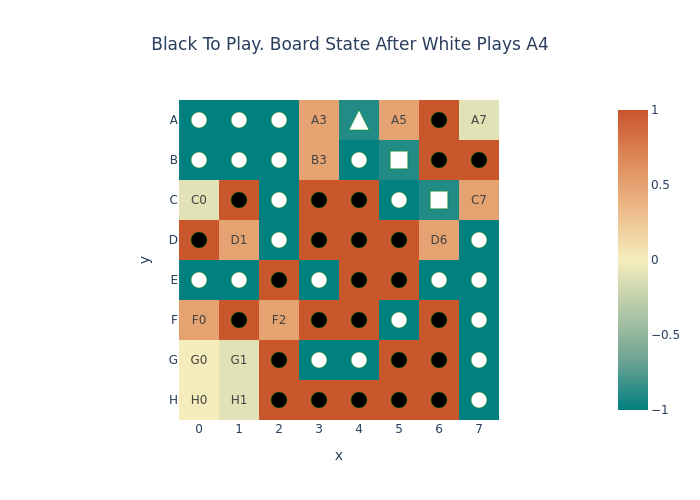 Black To Play. Board State After White Plays A4
A A3 A5 A7 1
B B3
C C0 C7 0.5
D D1 D6
y
E 0
F F0 F2
−0.5
G G0 G1
H H0 H1 −1
0 1 2 3 4 5 6 7
x